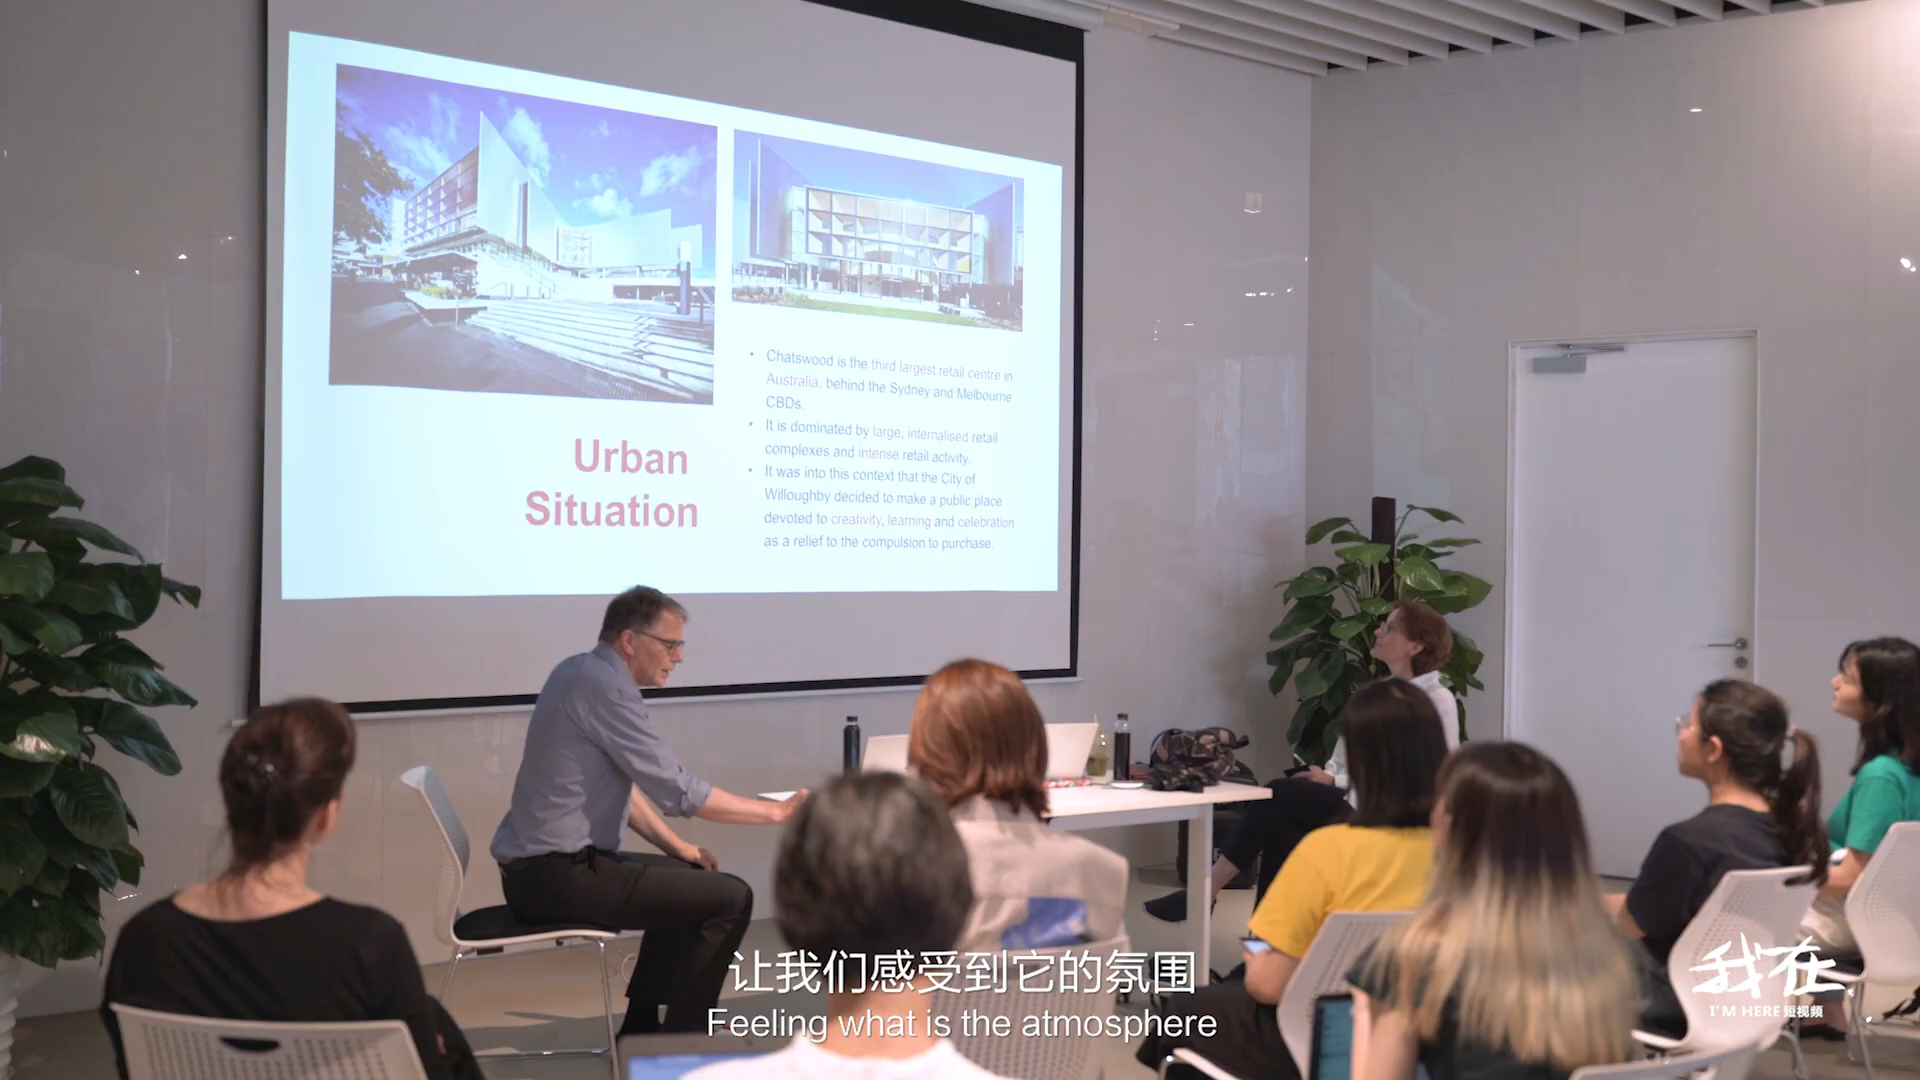 • Chatswood is the third largest retail centre in
Australia, behind the Sydney and Melbourne
CBDs.
• It is dominated by large, internalised retail
complexes and intense retail activity.
• It was into this context that the City of
Willoughby decided to make a public place
devoted to creativity, learning and celebration
as a relief to the compulsion to purchase.
Urban
Situation
让我们感受到它的氛围
Feeling what is the atmosphere
我在
I'M HERE 短视频